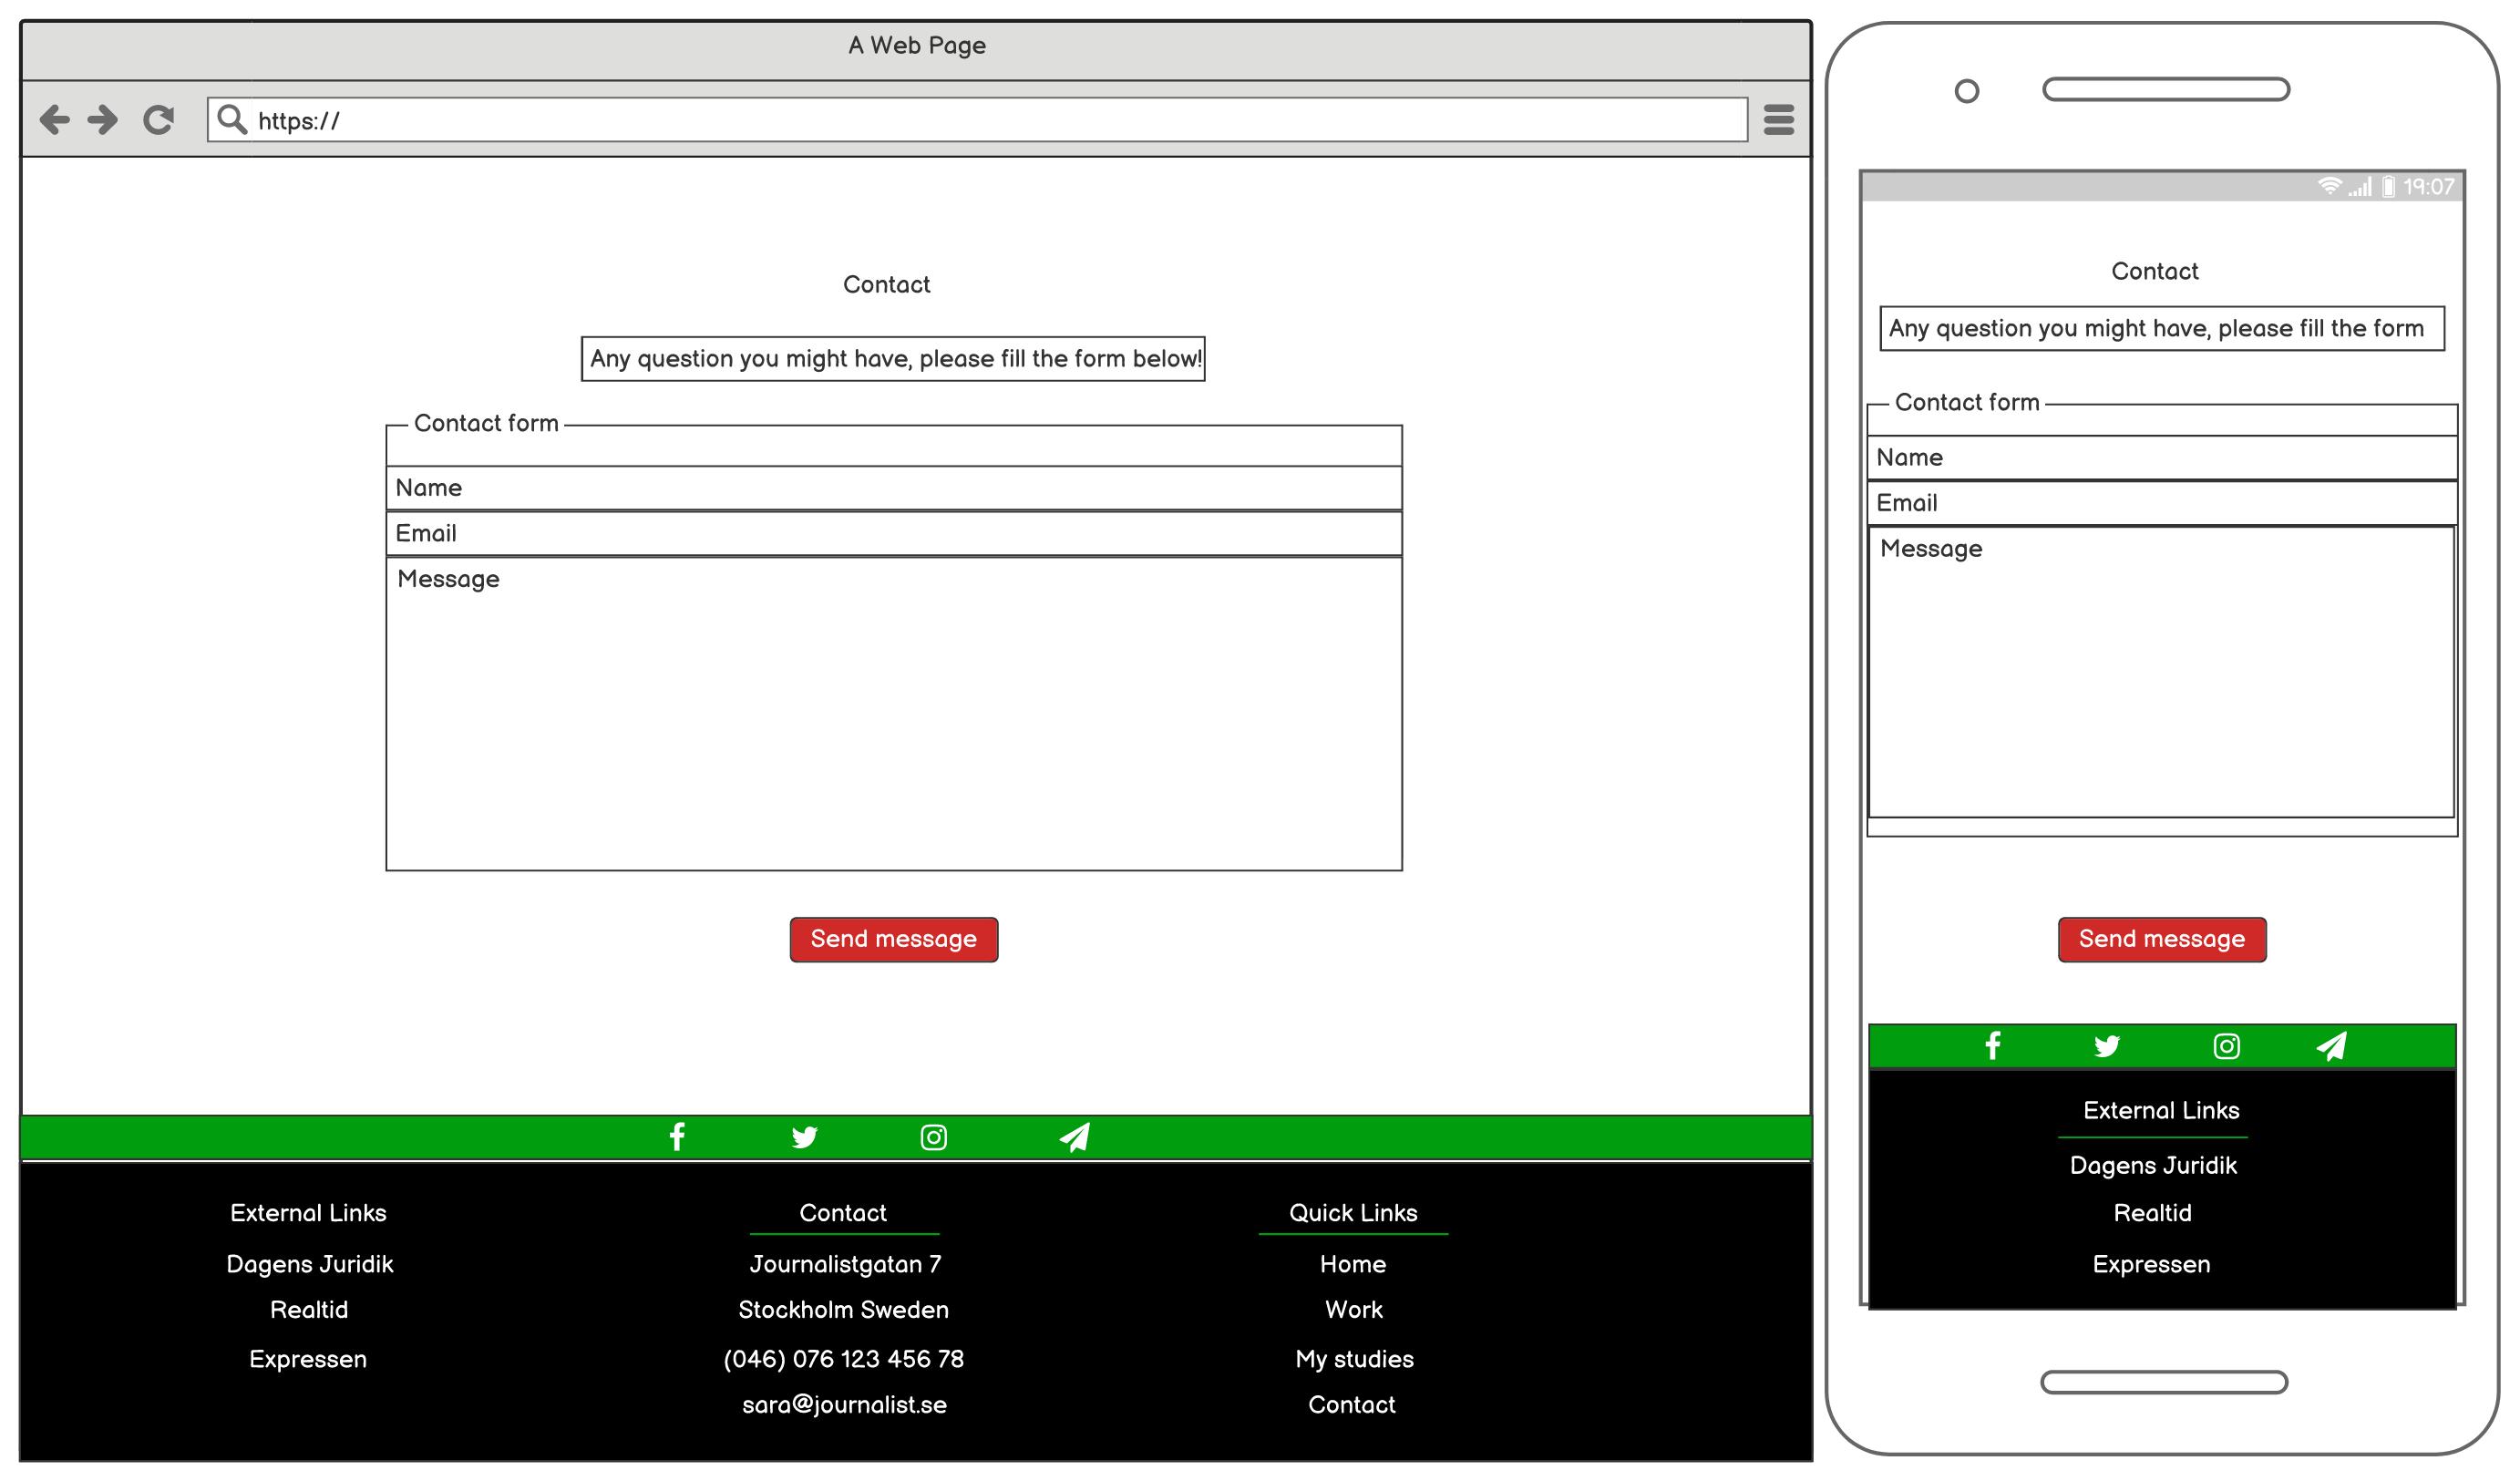 A Web Page
https://
Contact
Any question you might have, please fill the form below!
Contact form
Name
Email
Message
Send message
External Links
Dagens Juridik
Realtid
Expressen
Contact
Journalistgatan 7
Stockholm Sweden
(046) 076 123 456 78
sara@journalist.se
Quick Links
Home
Work
My studies
Contact
19:07
Contact
Any question you might have, please fill the form
Contact form
Name
Email
Message
Send message
External Links
Dagens Juridik
Realtid
Expressen